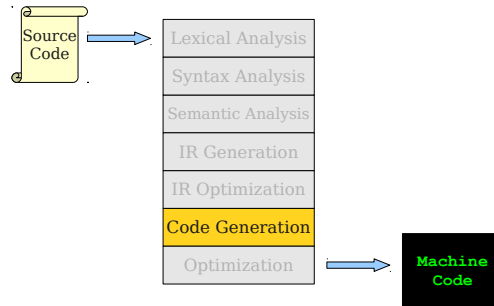 Source
Code
Lexical Analysis
Syntax Analysis
Semantic Analysis
IR Generation
IR Optimization
Code Generation
Optimization
Machine
Code